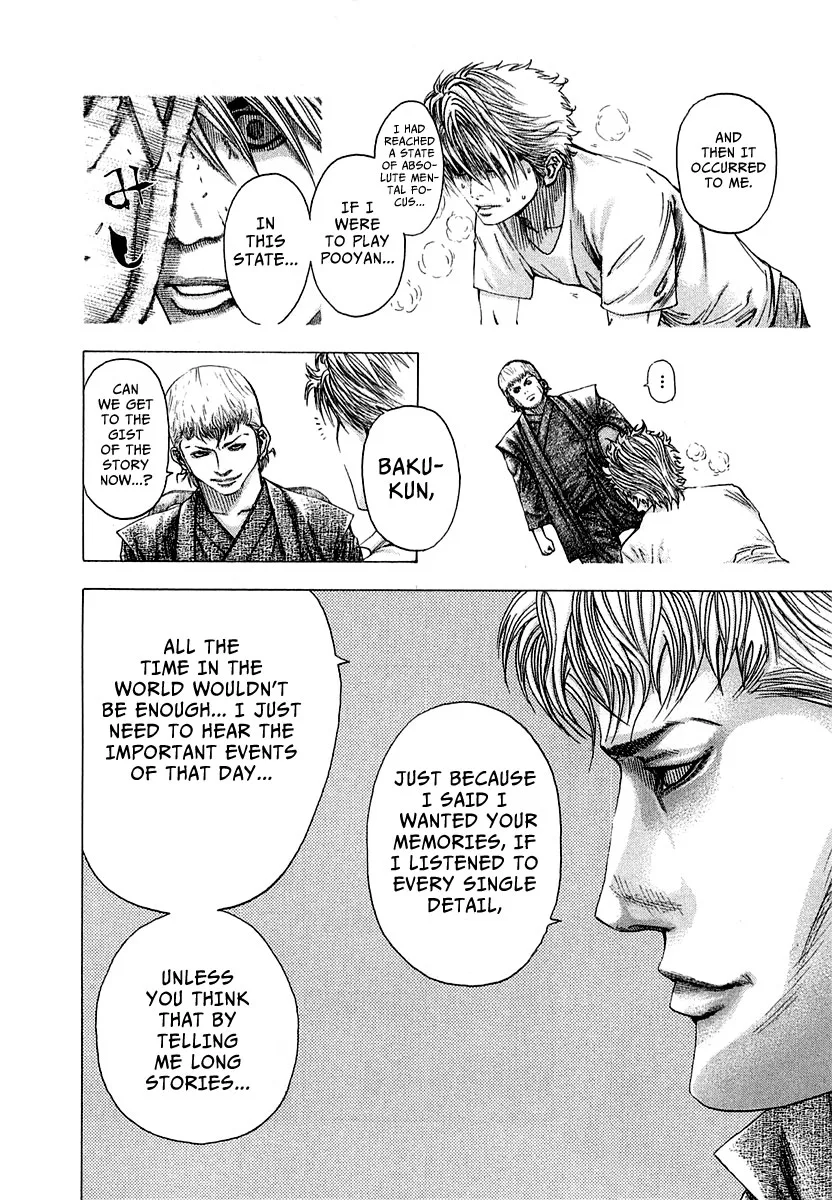 AND
THEN IT
OCCURRED
TO ME.
I HAD
REACHED
A STATE
OF ABSO-
LUTE MEN-
TAL FO-
CUS...
IF I
WERE
TO PLAY
POOYAN...
IN
THIS
STATE...
みし
...
BAKU-
KUN,
CAN
WE GET
TO THE
GIST
OF THE
STORY
NOW...?
JUST BECAUSE
I SAID I
WANTED YOUR
MEMORIES, IF
I LISTENED TO
EVERY SINGLE
DETAIL,
ALL THE
TIME IN THE
WORLD WOULDN'T
BE ENOUGH... I JUST
NEED TO HEAR THE
IMPORTANT EVENTS
OF THAT DAY...
UNLESS
YOU THINK
THAT BY
TELLING
ME LONG
STORIES...